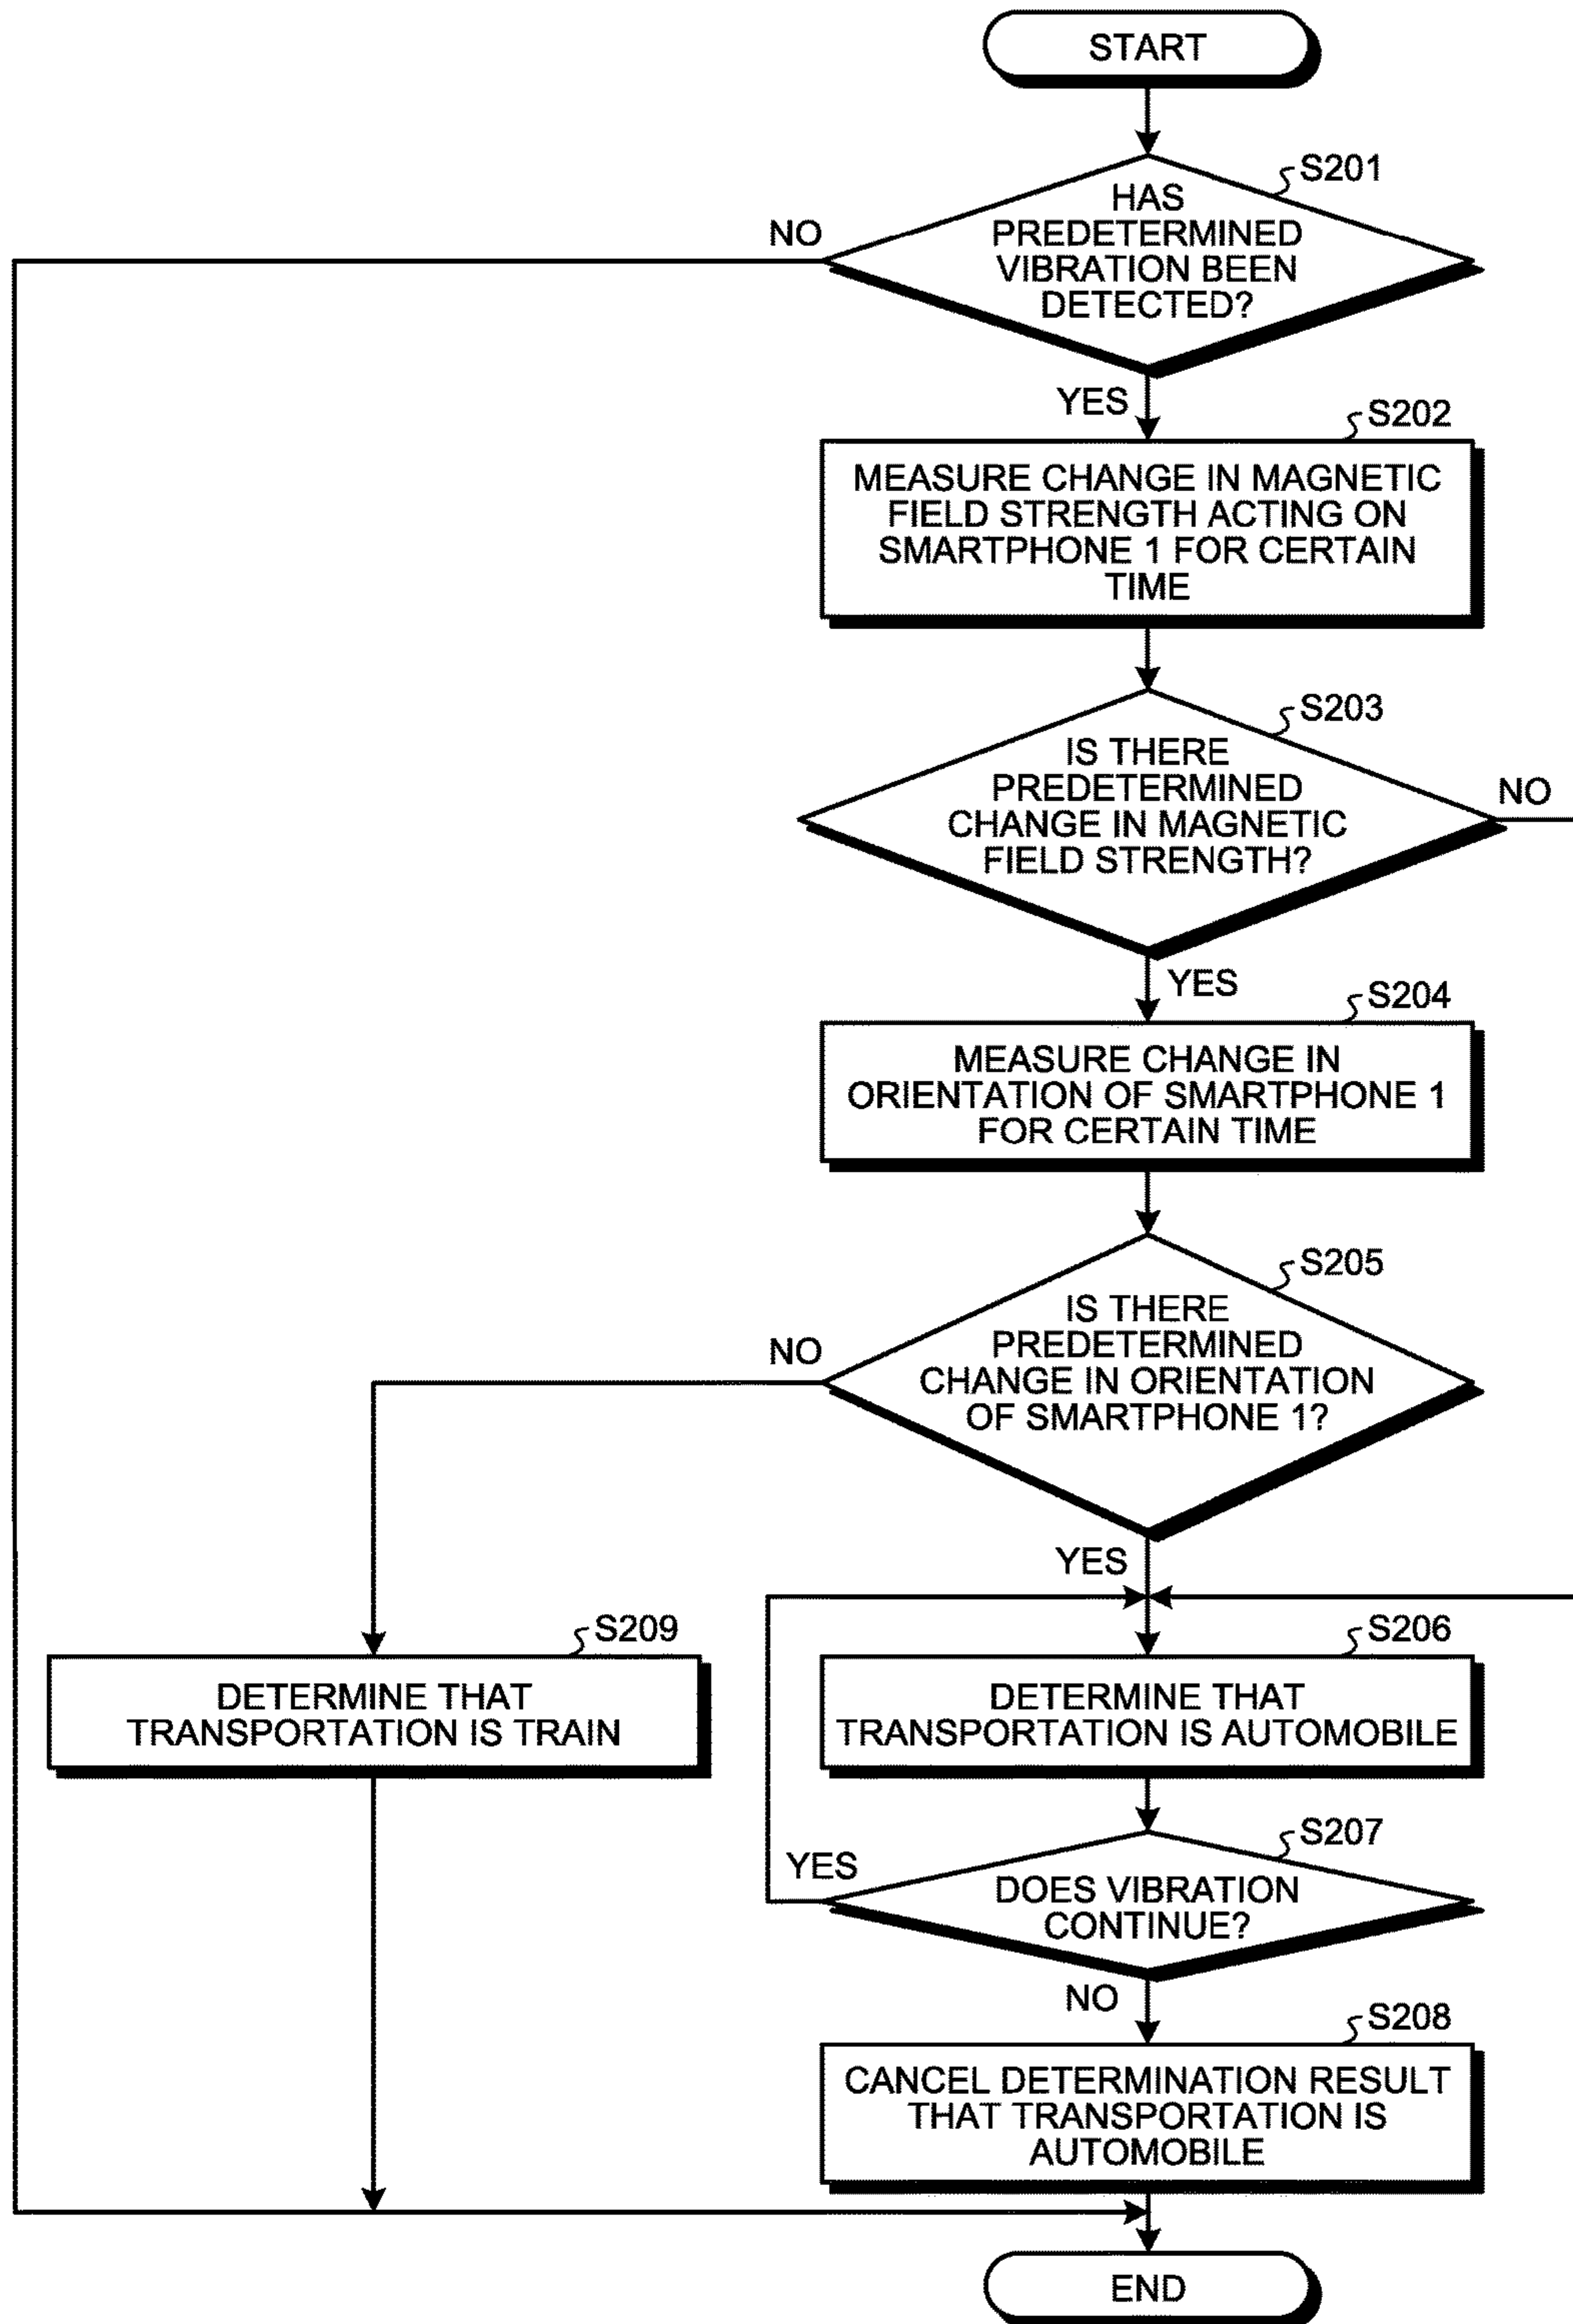 START
S201
HAS
PREDETERMINED
VIBRATION BEEN
DETECTED?
NO
YES
S202
MEASURE CHANGE IN MAGNETIC
FIELD STRENGTH ACTING ON
SMARTPHONE 1 FOR CERTAIN
TIME
S203
IS THERE
PREDETERMINED
CHANGE IN MAGNETIC
FIELD STRENGTH?
NO
YES
S204
MEASURE CHANGE IN
ORIENTATION OF SMARTPHONE 1
FOR CERTAIN TIME
S205
IS THERE
PREDETERMINED
CHANGE IN ORIENTATION
OF SMARTPHONE 1?
NO
YES
S209
DETERMINE THAT
TRANSPORTATION IS TRAIN
S206
DETERMINE THAT
TRANSPORTATION IS AUTOMOBILE
S207
DOES VIBRATION
CONTINUE?
YES
NO
S208
CANCEL DETERMINATION RESULT
THAT TRANSPORTATION IS
AUTOMOBILE
END